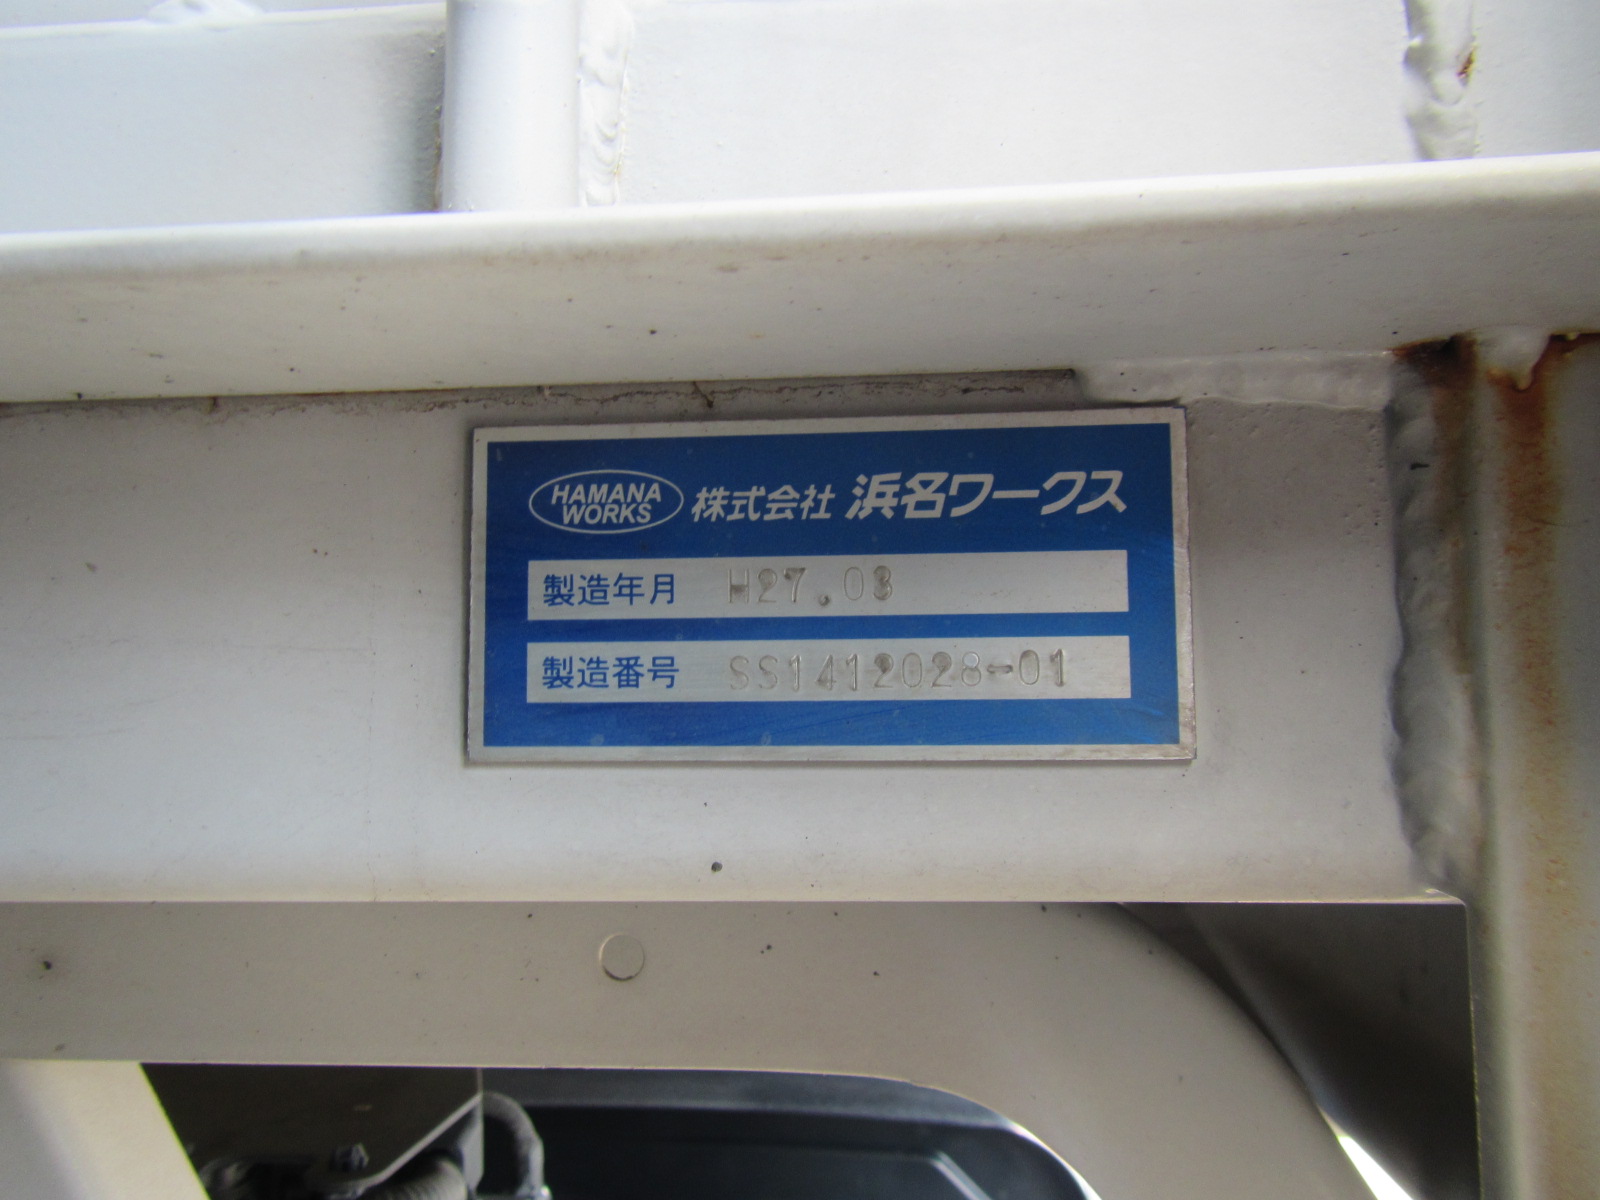 HAMANA
WORKS
株式会社 浜名ワークス
製造年月 H27.03
製造番号 SS1412028-01